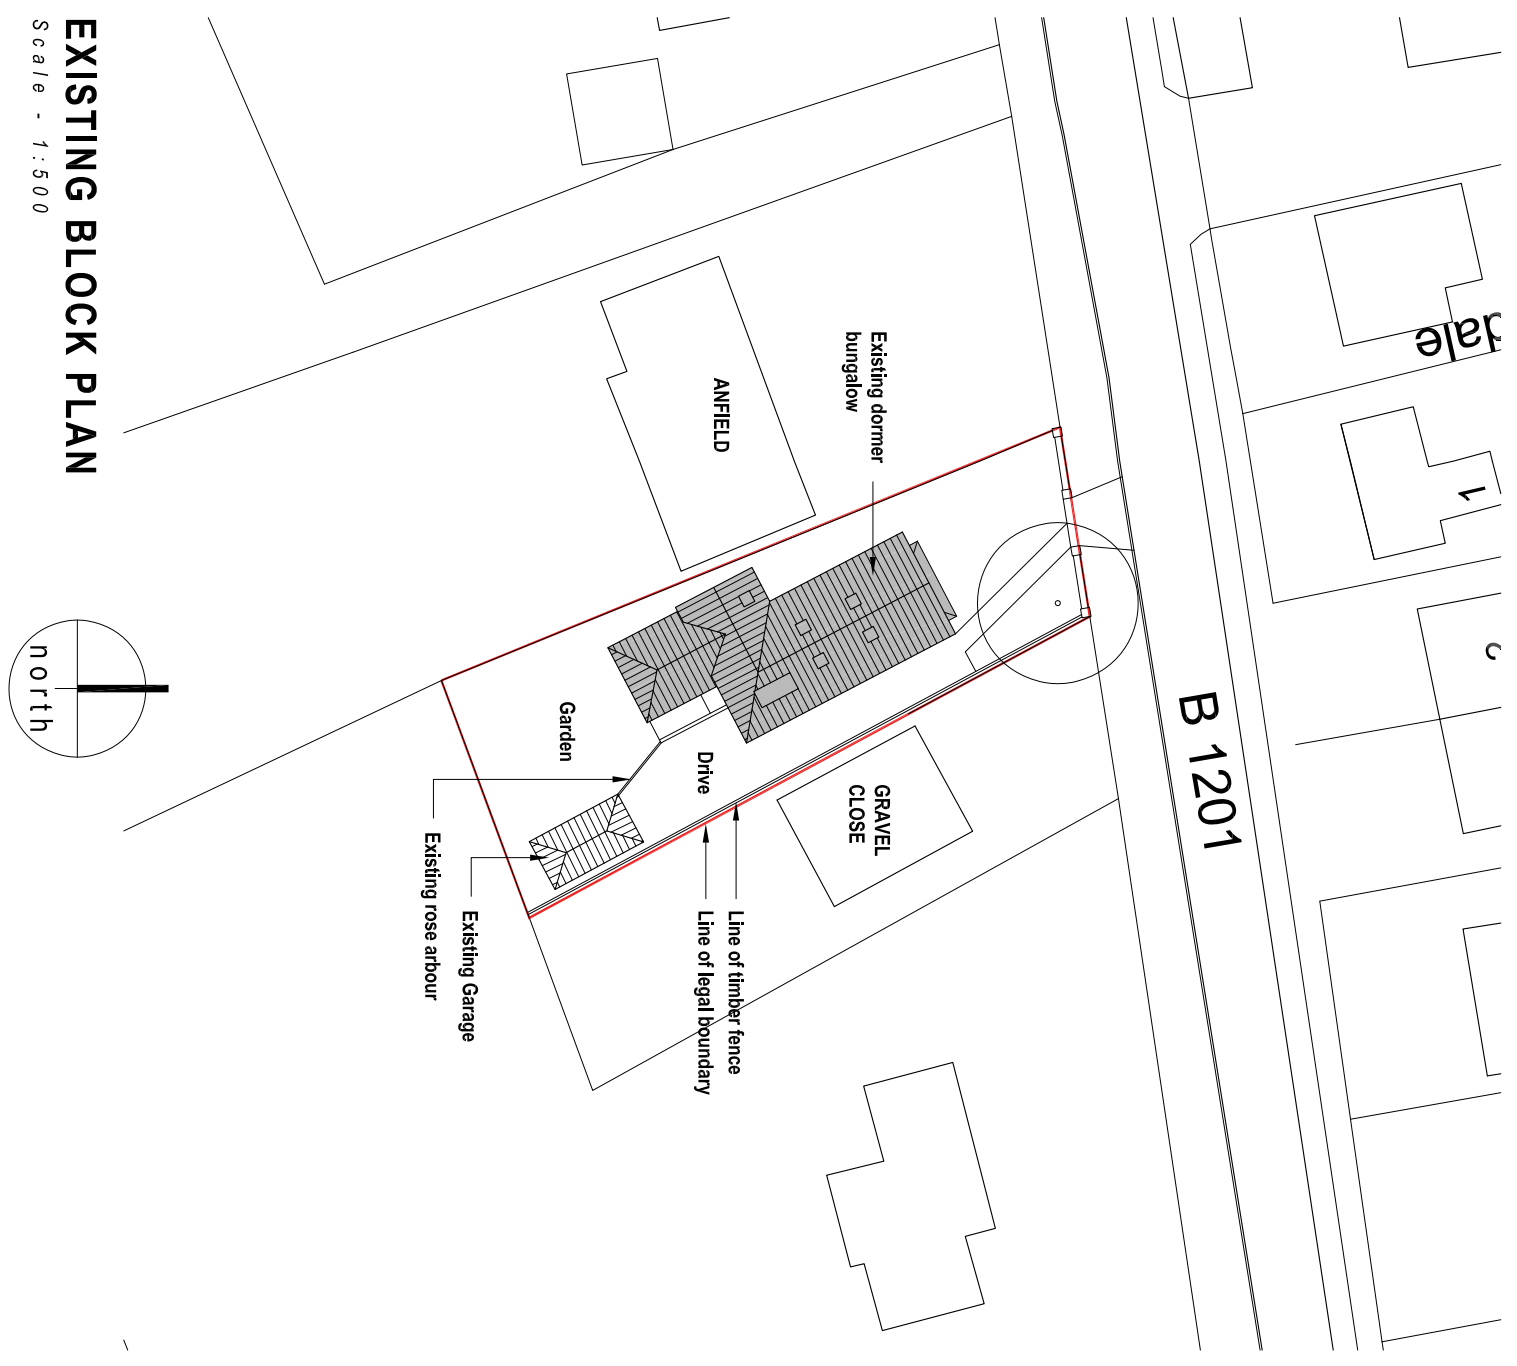 EXISTING BLOCK PLAN
Scale - 1:500
Existing dormer
bungalow
ANFIELD
Garden
Drive
GRAVEL
CLOSE
Line of timber fence
Line of legal boundary
Existing Garage
Existing rose arbour
B 1201
dale
1
north